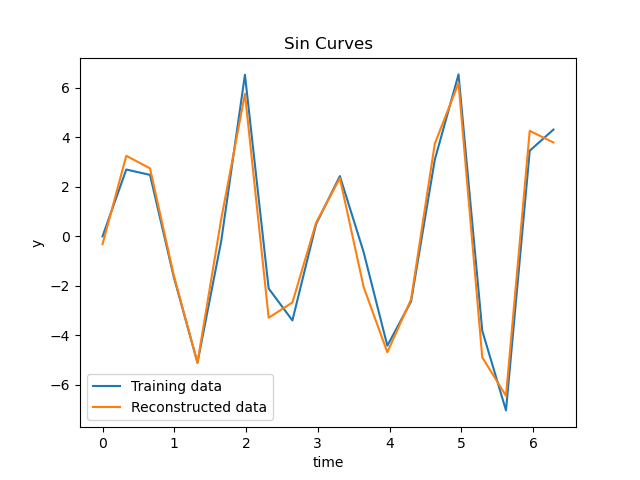 Sin Curves
y
6
4
2
0
−2
−4
−6
Training data
Reconstructed data
0 1 2 3 4 5 6
time